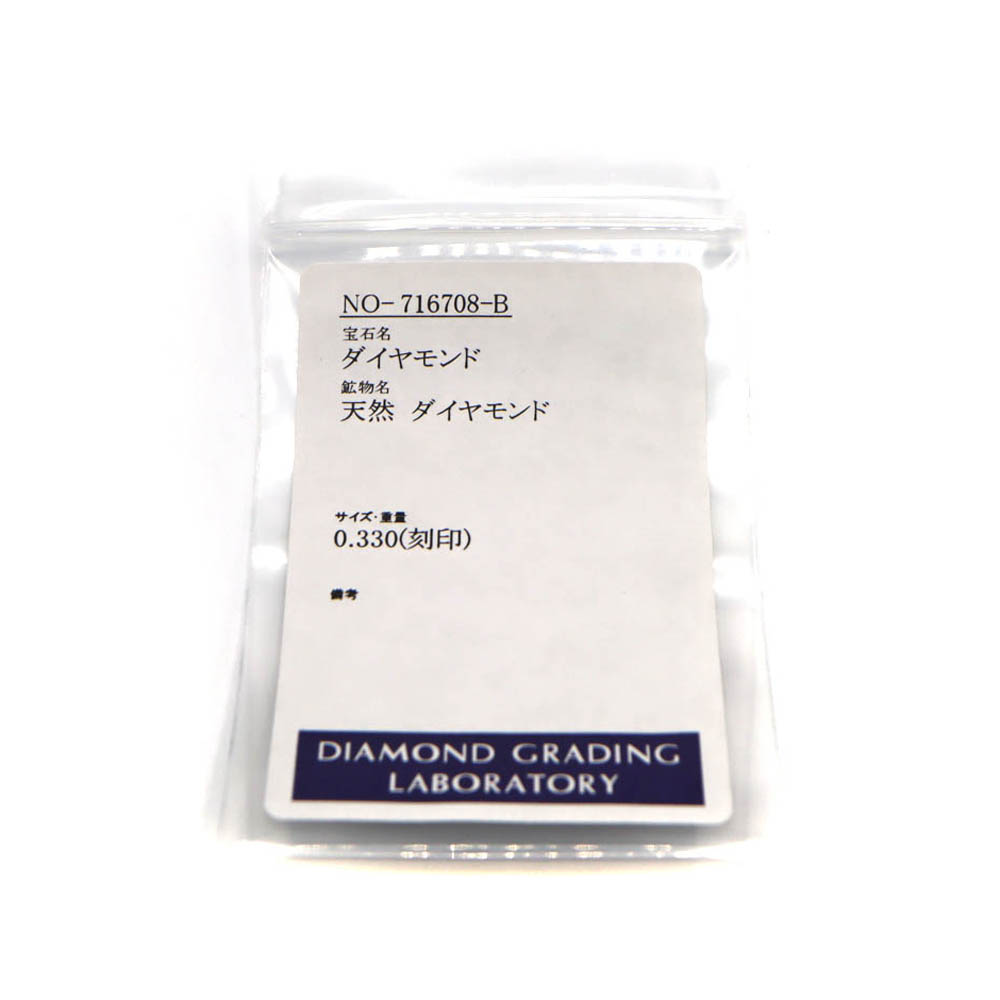 NO-716708-B
宝石名
ダイヤモンド
鉱物名
天然 ダイヤモンド
サイズ・重量
0.330(刻印)
備考
DIAMOND GRADING
LABORATORY